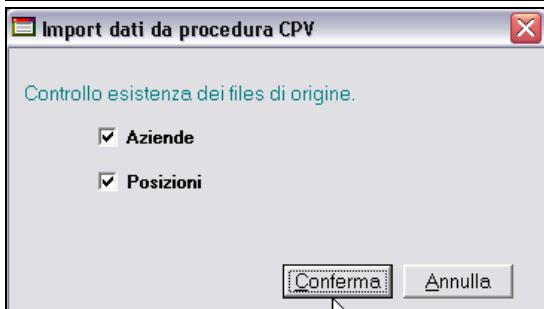 Import dati da procedura CPV
Controllo esistenza dei files di origine.
Aziende
Posizioni
Conferma Annulla